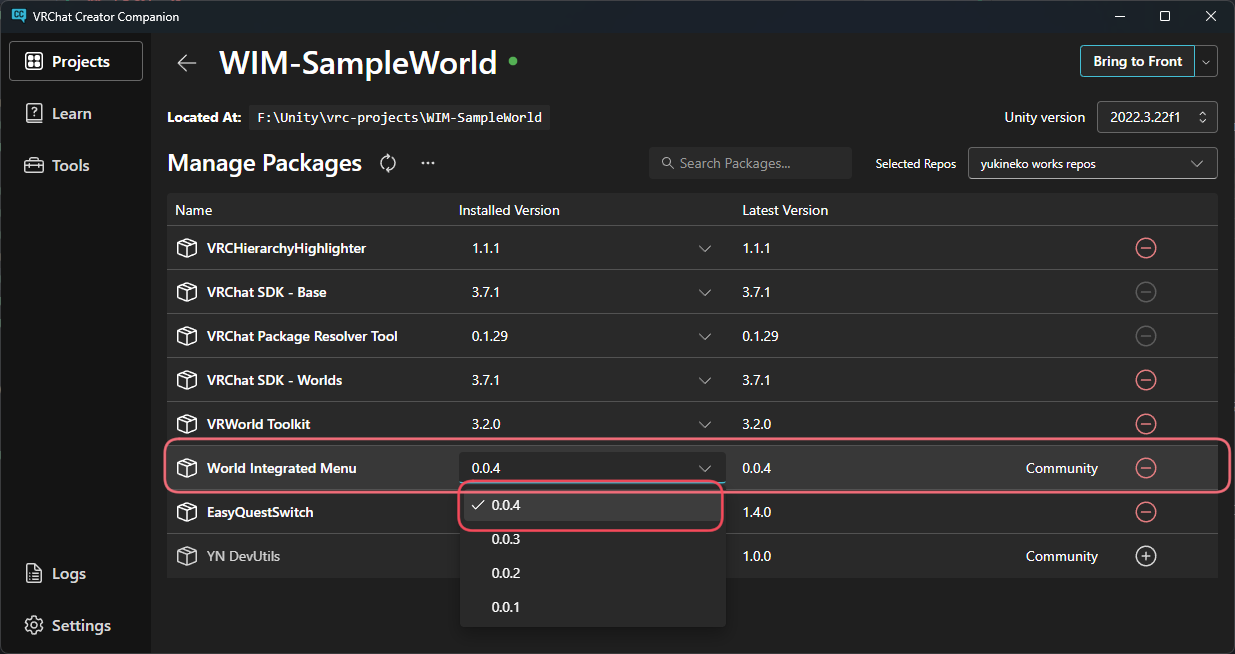 VRChat Creator Companion
Projects
Learn
Tools
Logs
Settings
WIM-SampleWorld
Bring to Front
Located At: F:\Unity\vrc-projects\WIM-SampleWorld
Unity version 2022.3.22f1
Manage Packages
Search Packages...
Selected Repos yukineko works repos
Name Installed Version Latest Version
VRCHierarchyHighlighter 1.1.1 1.1.1
VRChat SDK - Base 3.7.1 3.7.1
VRChat Package Resolver Tool 0.1.29 0.1.29
VRChat SDK - Worlds 3.7.1 3.7.1
VRWorld Toolkit 3.2.0 3.2.0
World Integrated Menu 0.0.4 0.0.4 Community
0.0.4
0.0.3
0.0.2
0.0.1
EasyQuestSwitch 1.4.0
YN DevUtils 1.0.0 Community